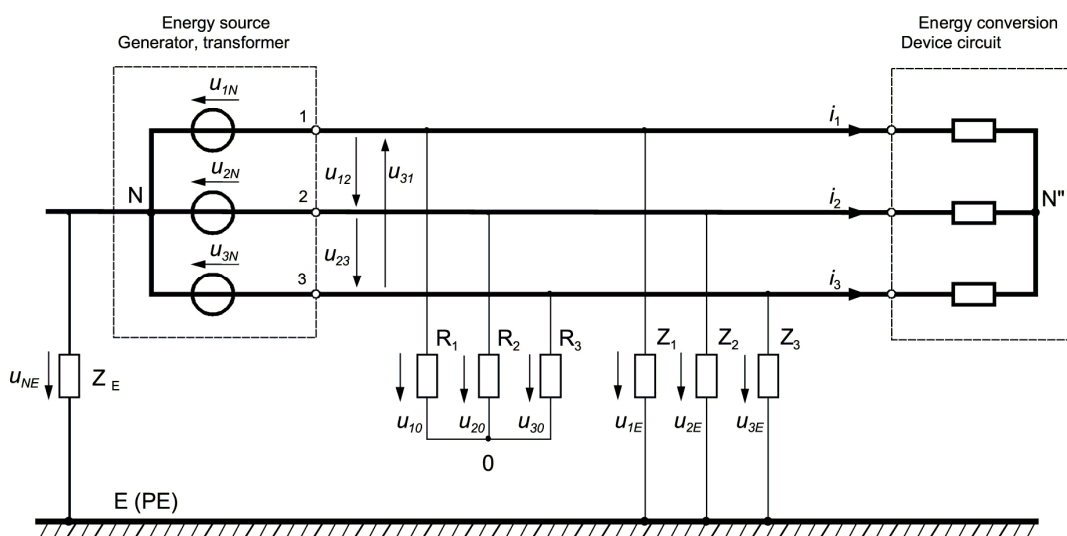 Energy source
Generator, transformer
Energy conversion
Device circuit
u1N
1
i1
u2N
u12
u31
N
2
i2
N"
u3N
u23
3
i3
R1
R2
R3
Z1
Z2
Z3
uNE
Z E
u10
u20
u30
u1E
u2E
u3E
0
E (PE)